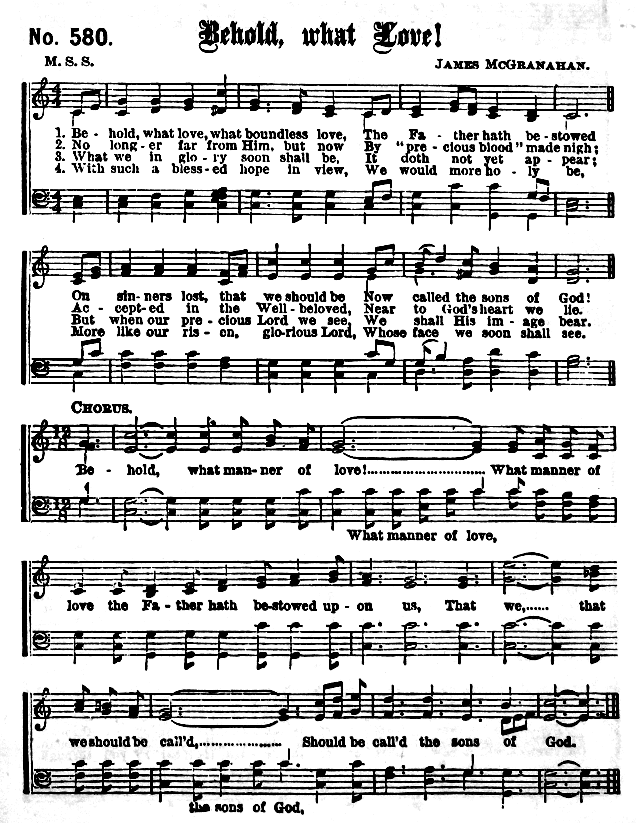 No. 580.
Behold, what Love!
M. S. S.
JAMES MCGRANAHAN.
1. Be - hold, what love, what boundless love, The Fa - ther hath be - stowed
2. No long - er far from Him, but now By "pre - cious blood" made nigh;
3. What we in glo - ry soon shall be, It doth not yet ap - pear;
4. With such a bless - ed hope in view, We would more ho - ly be,
On sin - ners lost, that we should be Now called the sons of God!
Ac - cept - ed in the Well - beloved, Near to God's heart we lie.
But when our pre - cious Lord we see, We shall His im - age bear.
More like our ris - en, glo-rious Lord, Whose face we soon shall see.
CHORUS.
Be - hold, what man - ner of love!.............................. What manner of
What manner of love,
love the Fa - ther hath be-stowed up - on us, That we,...... that
we should be call'd,..................... Should be call'd the sons of God.
the sons of God,